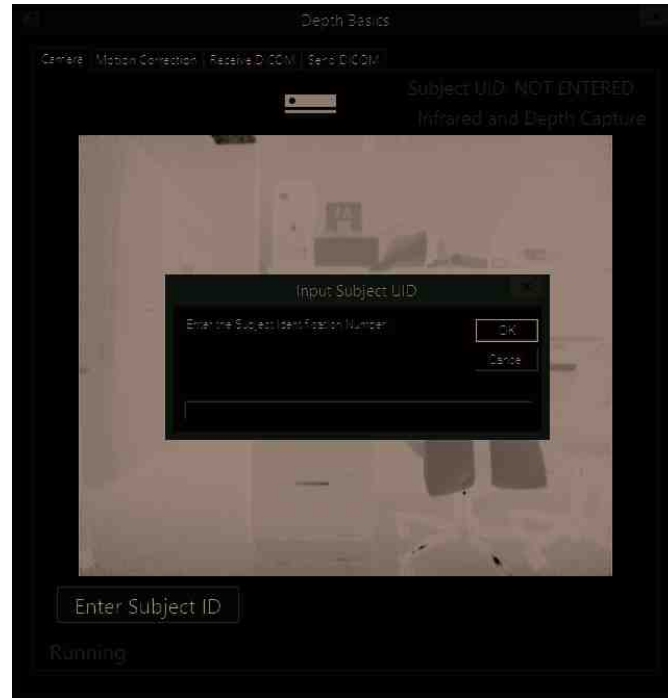 Depth Basics
Camera Motion Correction Receive DICOM Send DICOM
Subject UID: NOT ENTERED
Infrared and Depth Capture
Input Subject UID
Enter the Subject Identification Number
OK
Cancel
Enter Subject ID
Running